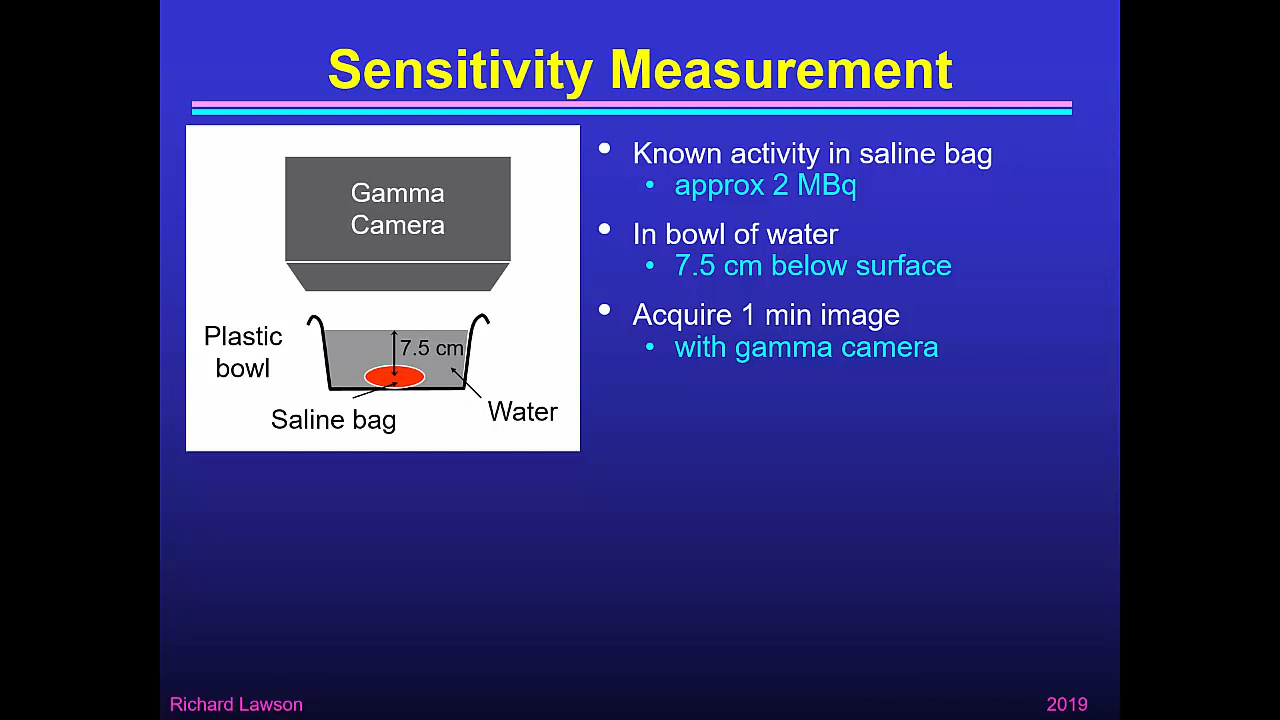 Sensitivity Measurement
Gamma
Camera
Plastic
bowl
7.5 cm
Saline bag
Water
• Known activity in saline bag
• approx 2 MBq
• In bowl of water
• 7.5 cm below surface
• Acquire 1 min image
• with gamma camera
Richard Lawson
2019